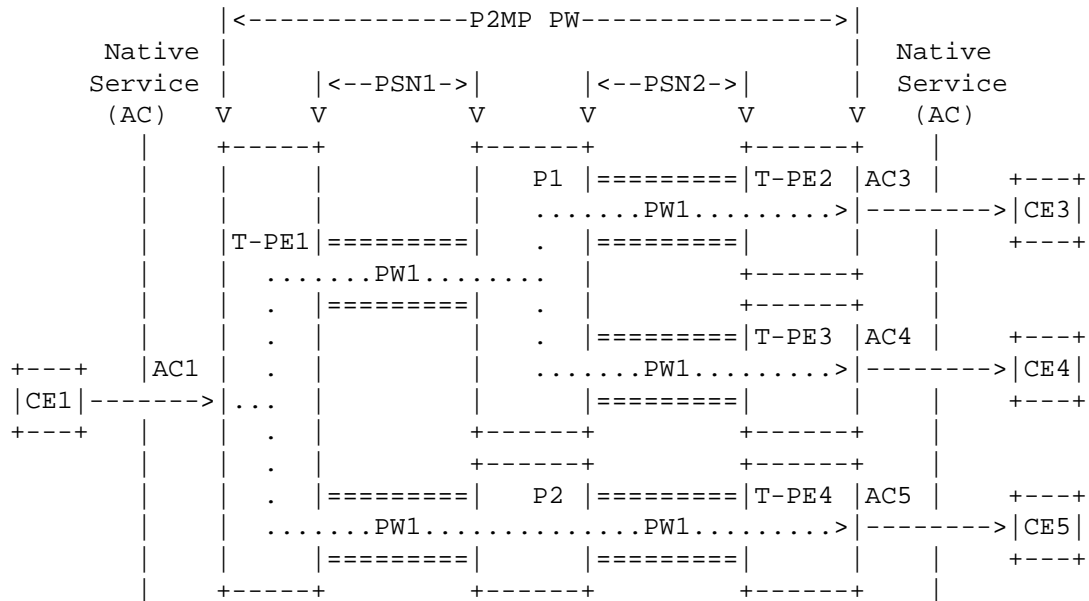 |<--------------P2MP PW---------------->|
Native | | Native
Service | |<--PSN1->| |<--PSN2->| | Service
(AC) V V V V V V (AC)
| +-----+ +------+ +------+ |
| | | | P1 |=========|T-PE2 |AC3 | +---+
| | | | .......PW1.........>|-------->|CE3|
| |T-PE1|=========| . |=========| | | +---+
| | .......PW1........ | +------+ |
| | . |=========| . | +------+ |
| | . | | . |=========|T-PE3 |AC4 | +---+
+---+ |AC1 | . | | .......PW1.........>|-------->|CE4|
|CE1|------->|... | | |=========| | | +---+
+---+ | | . | +------+ +------+ |
| | . | +------+ +------+ |
| | . |=========| P2 |=========|T-PE4 |AC5 | +---+
| | .......PW1..............PW1.........>|-------->|CE5|
| | |=========| |=========| | | +---+
| +-----+ +------+ +------+ |